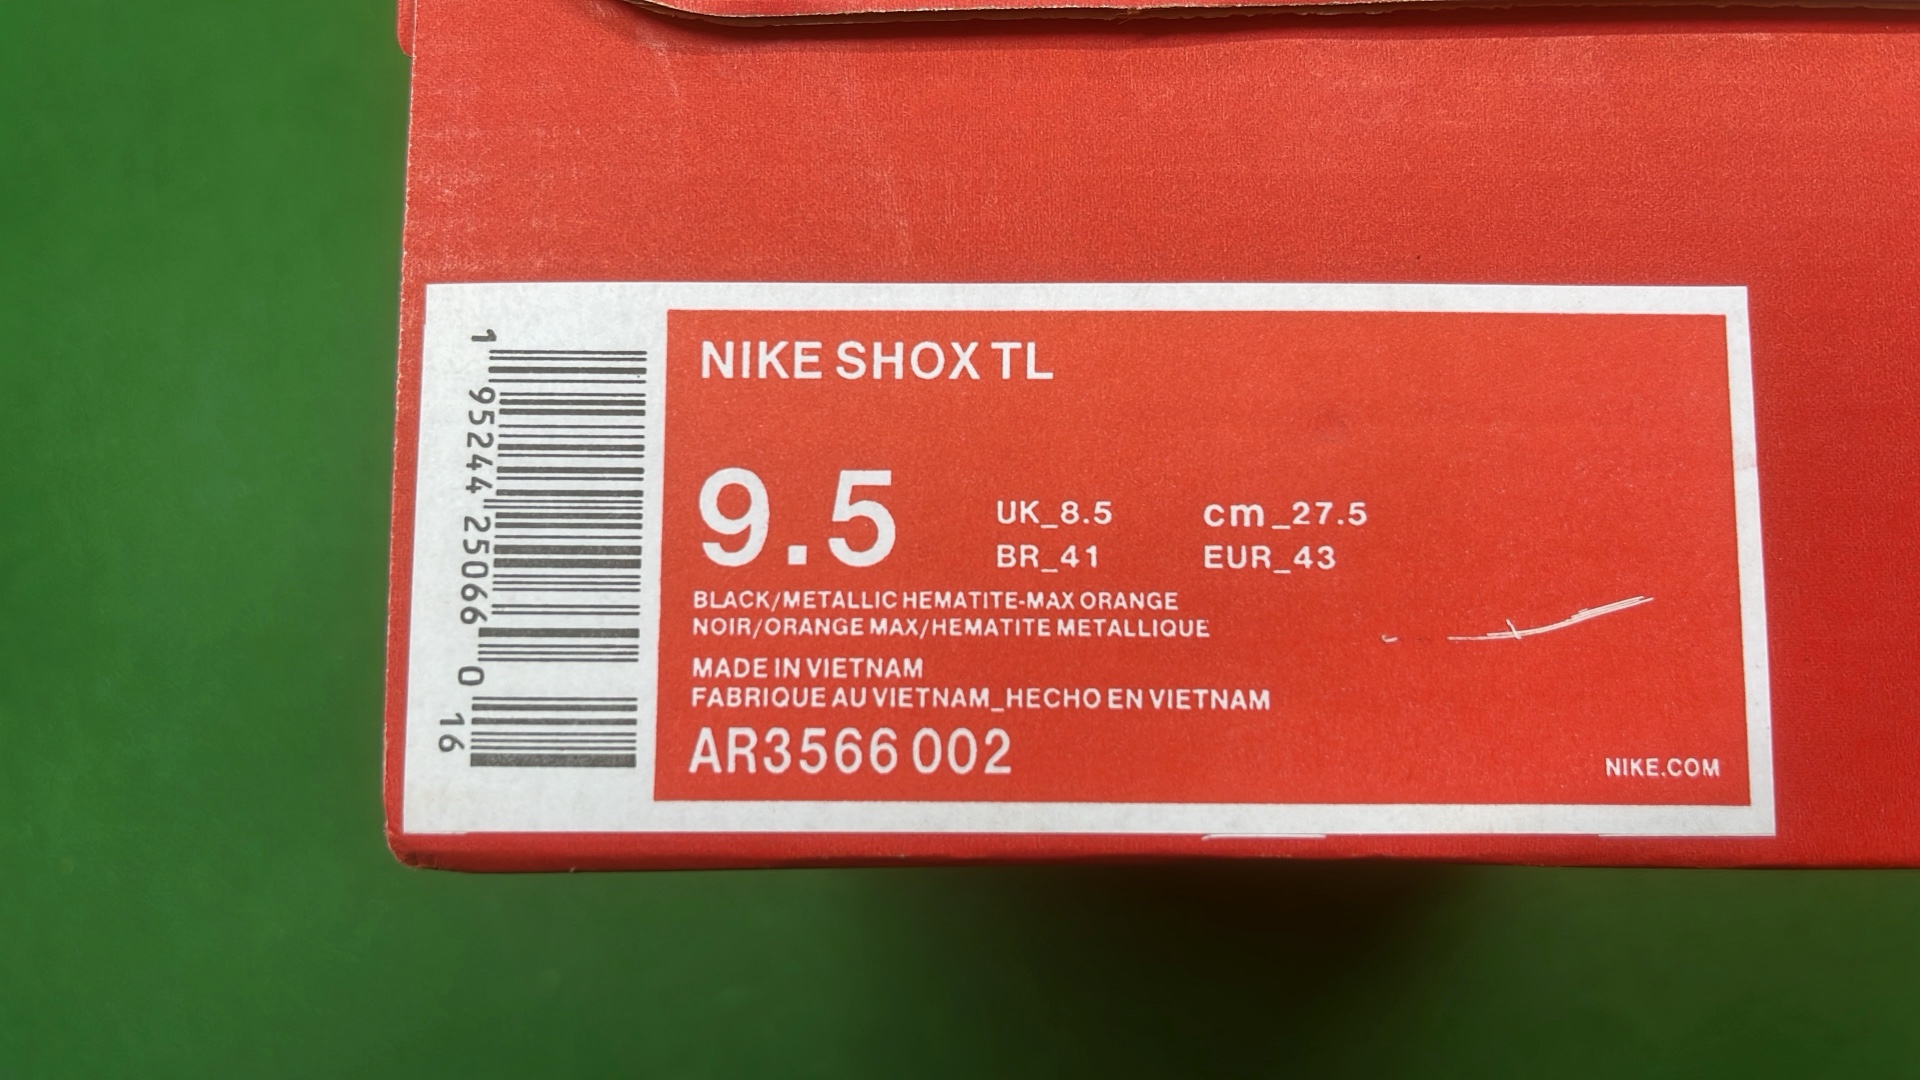 NIKE SHOX TL
9.5
UK_8.5 cm_27.5
BR_41 EUR_43
BLACK/METALLIC HEMATITE-MAX ORANGE
NOIR/ORANGE MAX/HEMATITE METALLIQUE
MADE IN VIETNAM
FABRIQUE AU VIETNAM_HECHO EN VIETNAM
AR3566 002
NIKE.COM
1 95244 25066 0 16